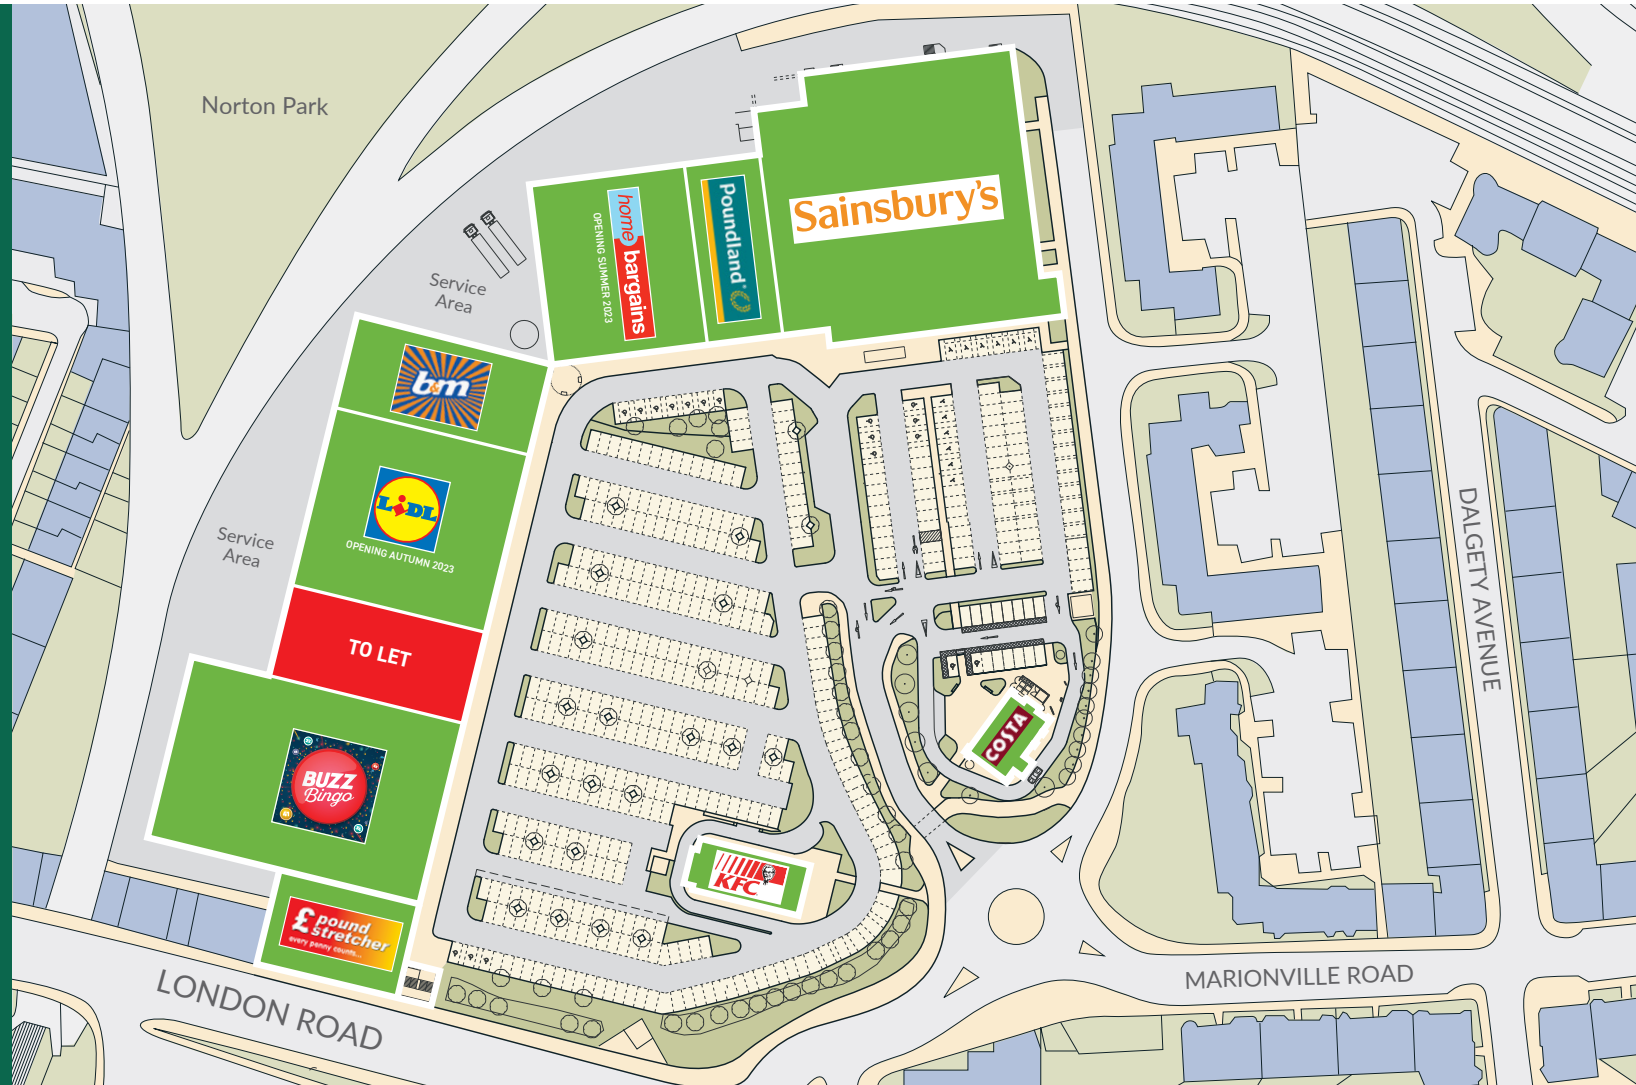 Norton Park
Sainsbury's
Poundland
home
bargains
OPENING SUMMER 2023
Service
Area
b&m
LiDL
OPENING AUTUMN 2023
Service
Area
TO LET
BUZZ
Bingo
£ pound
stretcher
every penny counts...
COSTA
KFC
LONDON ROAD
MARIONVILLE ROAD
DALGETY AVENUE